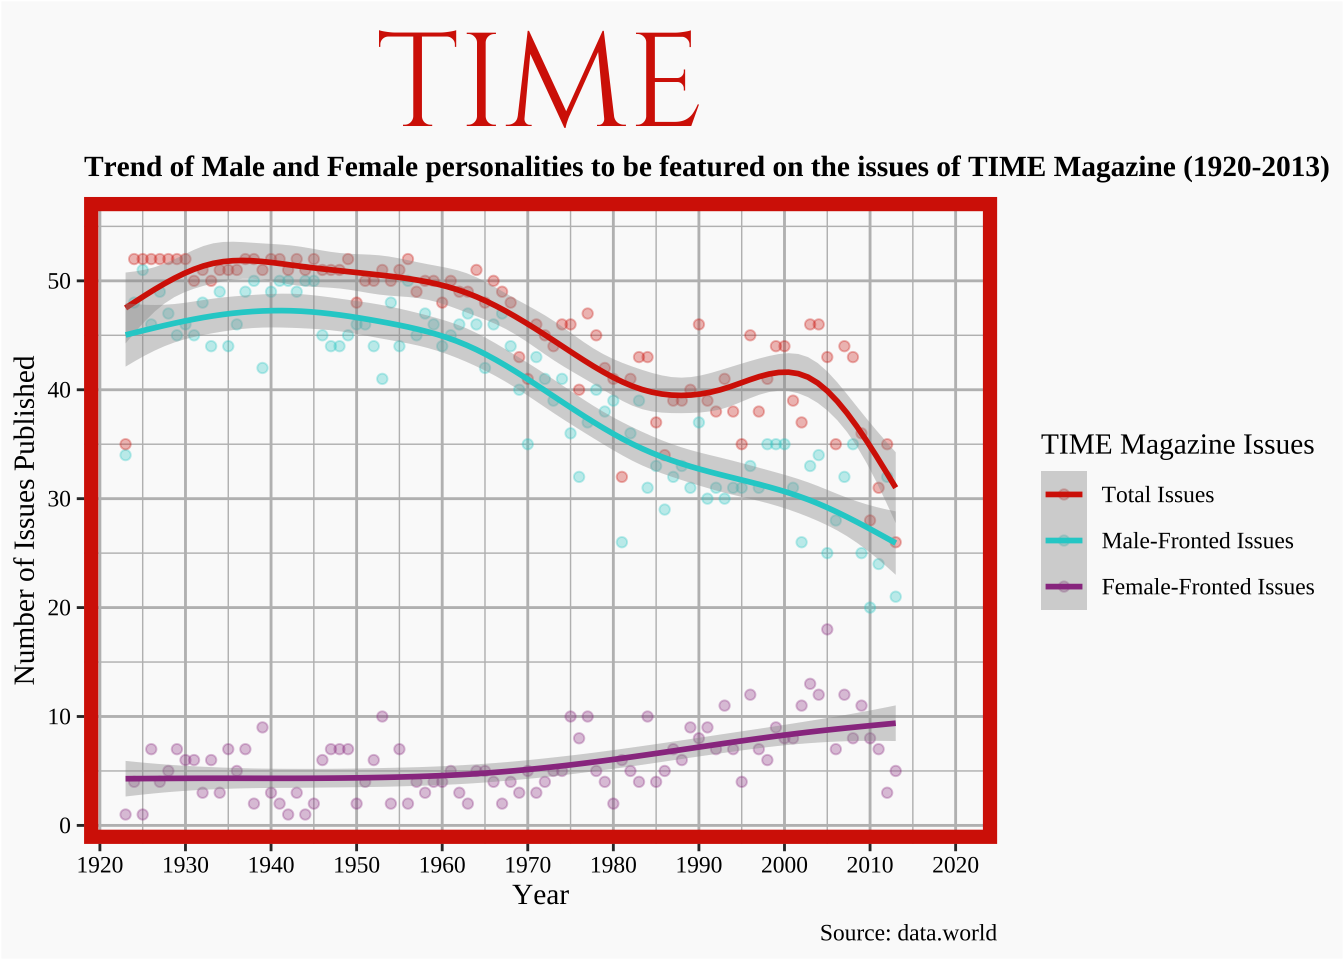 TIME
Trend of Male and Female personalities to be featured on the issues of TIME Magazine (1920-2013)
Number of Issues Published
50
40
30
20
10
0
1920 1930 1940 1950 1960 1970 1980 1990 2000 2010 2020
Year
TIME Magazine Issues
Total Issues
Male-Fronted Issues
Female-Fronted Issues
Source: data.world